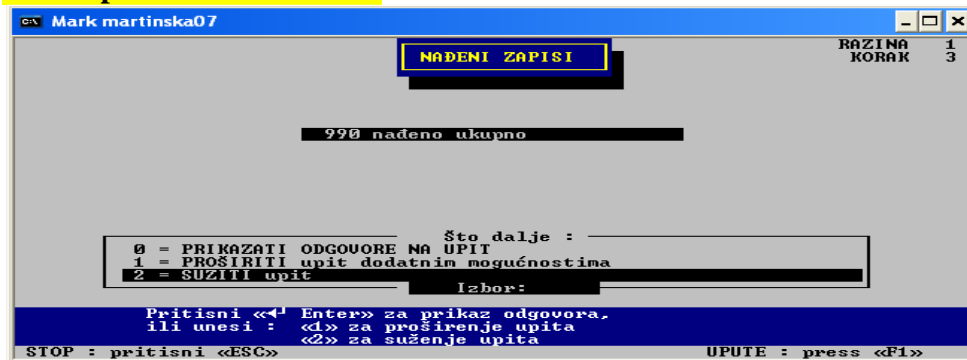 Mark martinska07
RAZINA 1
KORAK 3
NAĐENI ZAPISI
990 nađeno ukupno
Što dalje :
0 = PRIKAZATI ODGOVORE NA UPIT
1 = PROŠIRITI upit dodatnim mogućnostima
2 = SUZITI upit
Izbor:
Pritisni «↵ Enter» za prikaz odgovora,
ili unesi : «1» za proširenje upita
«2» za suženje upita
STOP : pritisni «ESC» UPUTE : press «F1»